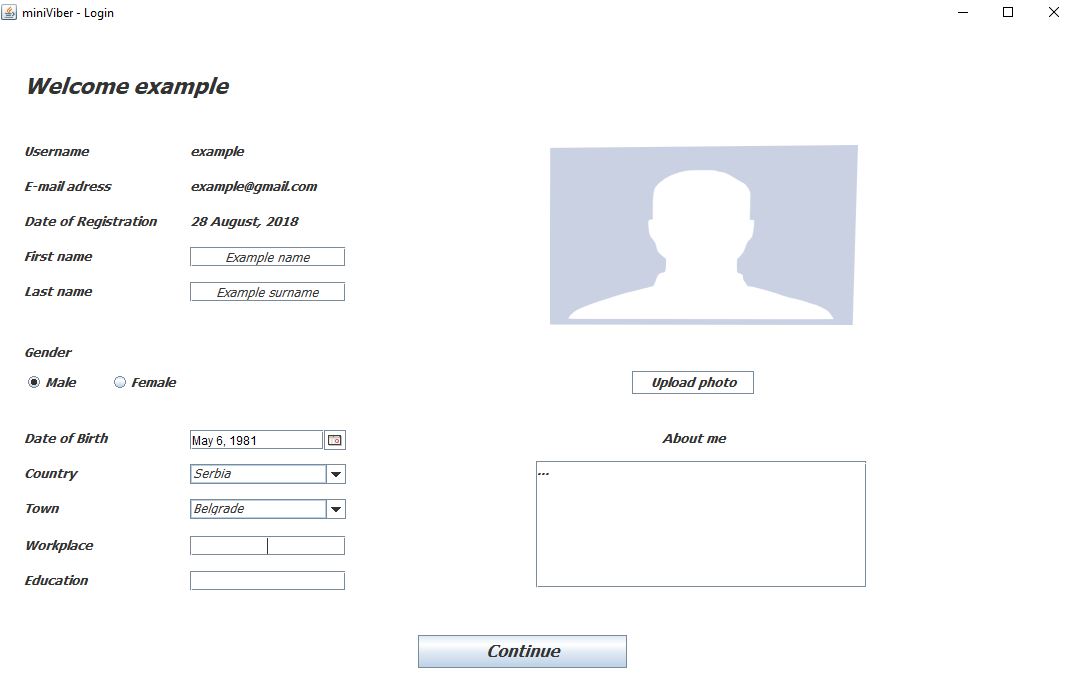 miniViber - Login
Welcome example
Username example
E-mail adress example@gmail.com
Date of Registration 28 August, 2018
First name Example name
Last name Example surname
Gender
Male Female
Upload photo
Date of Birth May 6, 1981
Country Serbia
Town Belgrade
Workplace
Education
About me
...
Continue